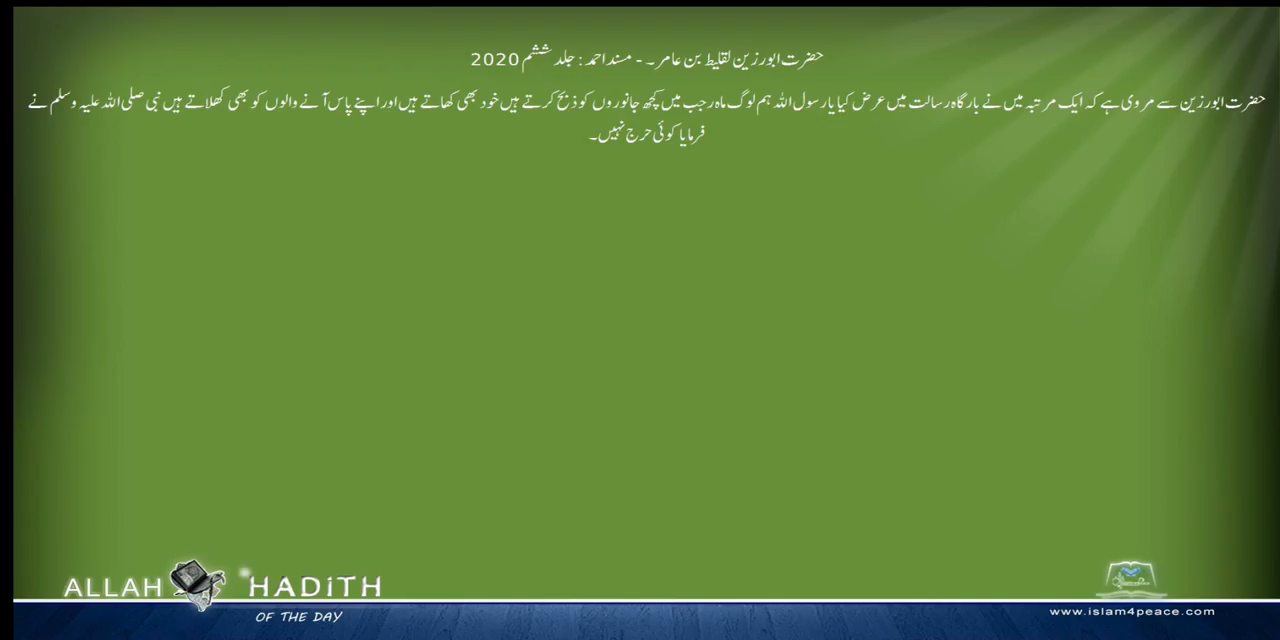 حضرت ابورزین لقلیط بن عامر۔۔ - مسند احمد : جلد ششم 2020
حضرت ابورزین سے مروی ہے کہ ایک مرتبہ میں نے بارگاہ رسالت میں عرض کیا یا رسول اللہ ہم لوگ ماہ رجب میں کچھ جانوروں کو ذبح کرتے ہیں خود بھی کھاتے ہیں اور اپنے پاس آنے والوں کو بھی کھلاتے ہیں نبی صلی اللہ علیہ وسلم نے
فرمایا کوئی حرج نہیں۔
ALLAH HADITH
OF THE DAY
www.islam4peace.com